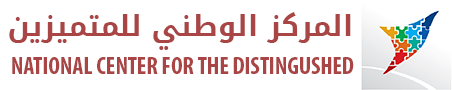 المركز الوطني للمتميزين
NATIONAL CENTER FOR THE DISTINGUSHED